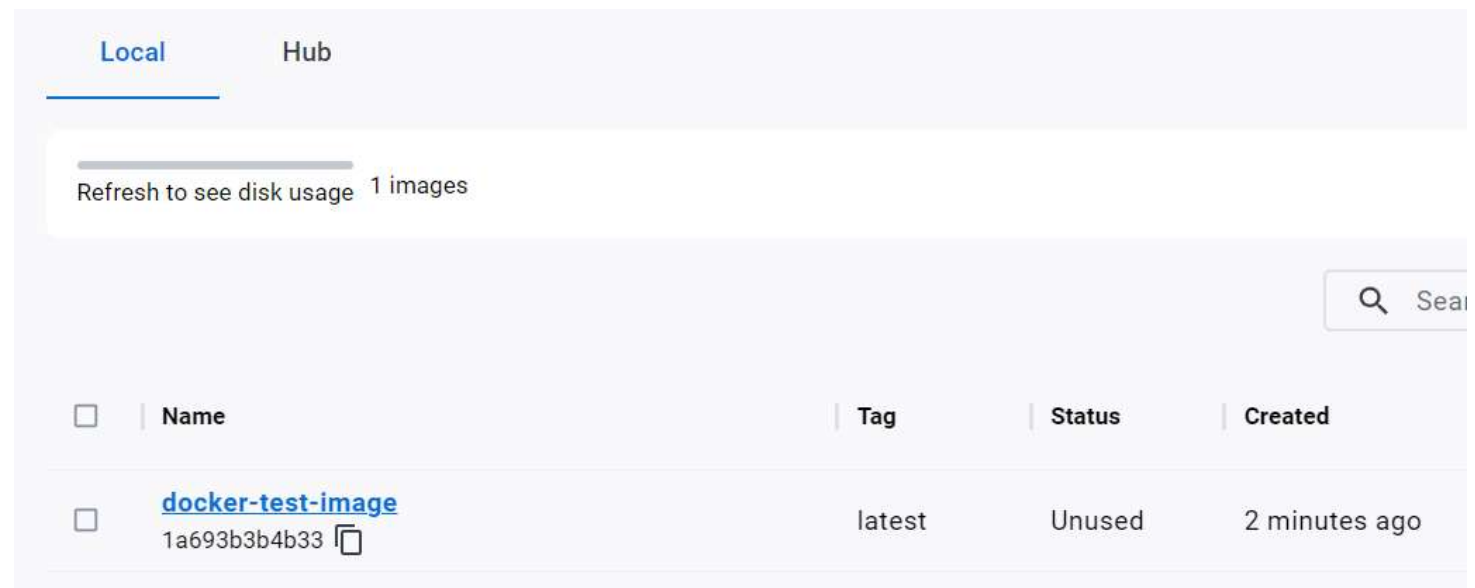 Local Hub
Refresh to see disk usage 1 images
Sear
Name Tag Status Created
docker-test-image
1a693b3b4b33
latest Unused 2 minutes ago